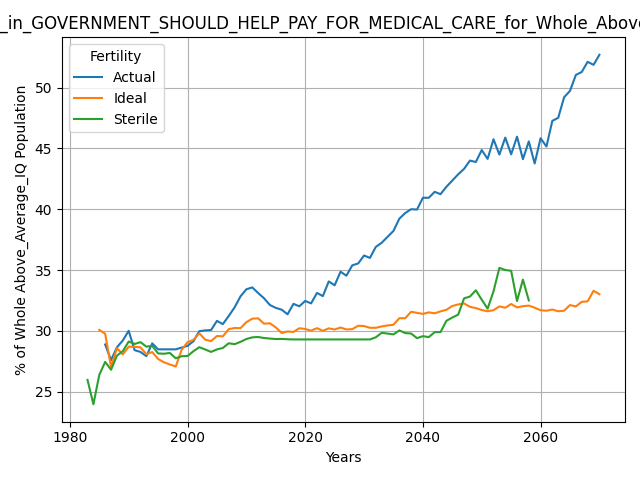 _in_GOVERNMENT_SHOULD_HELP_PAY_FOR_MEDICAL_CARE_for_Whole_Above
Fertility
Actual
Ideal
Sterile
% of Whole Above_Average_IQ Population
50
45
40
35
30
25
1980
2000
2020
2040
2060
Years